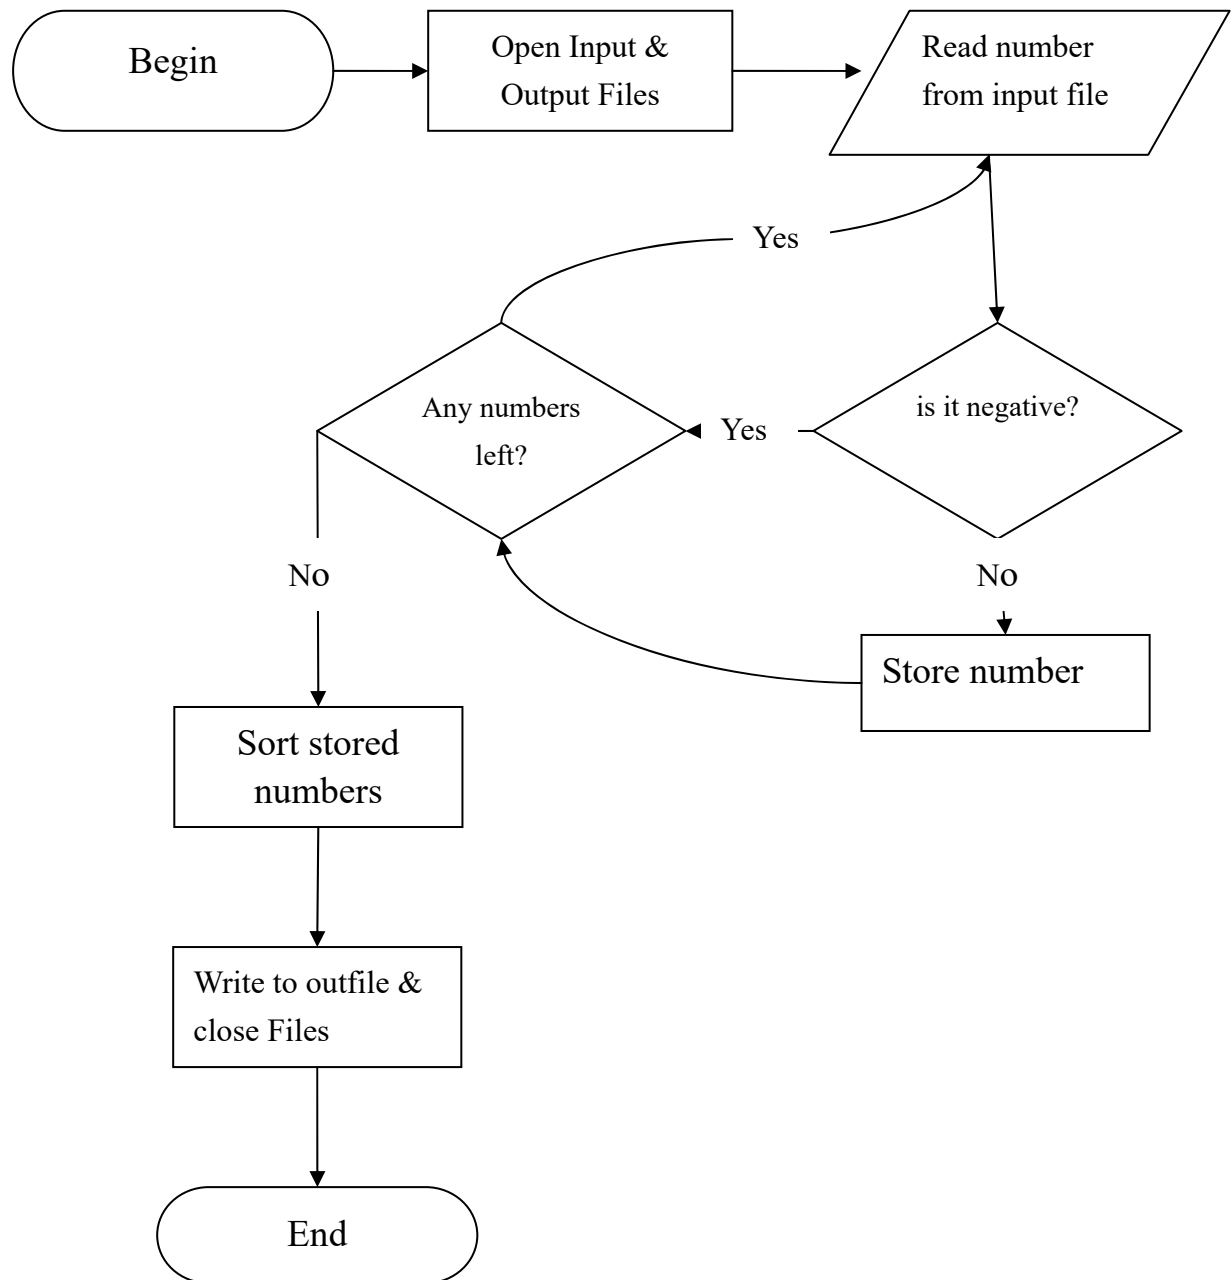 Begin
Open Input &
Output Files
Read number
from input file
Yes
Any numbers
left?
Yes
is it negative?
No
No
Store number
Sort stored
numbers
Write to outfile &
close Files
End